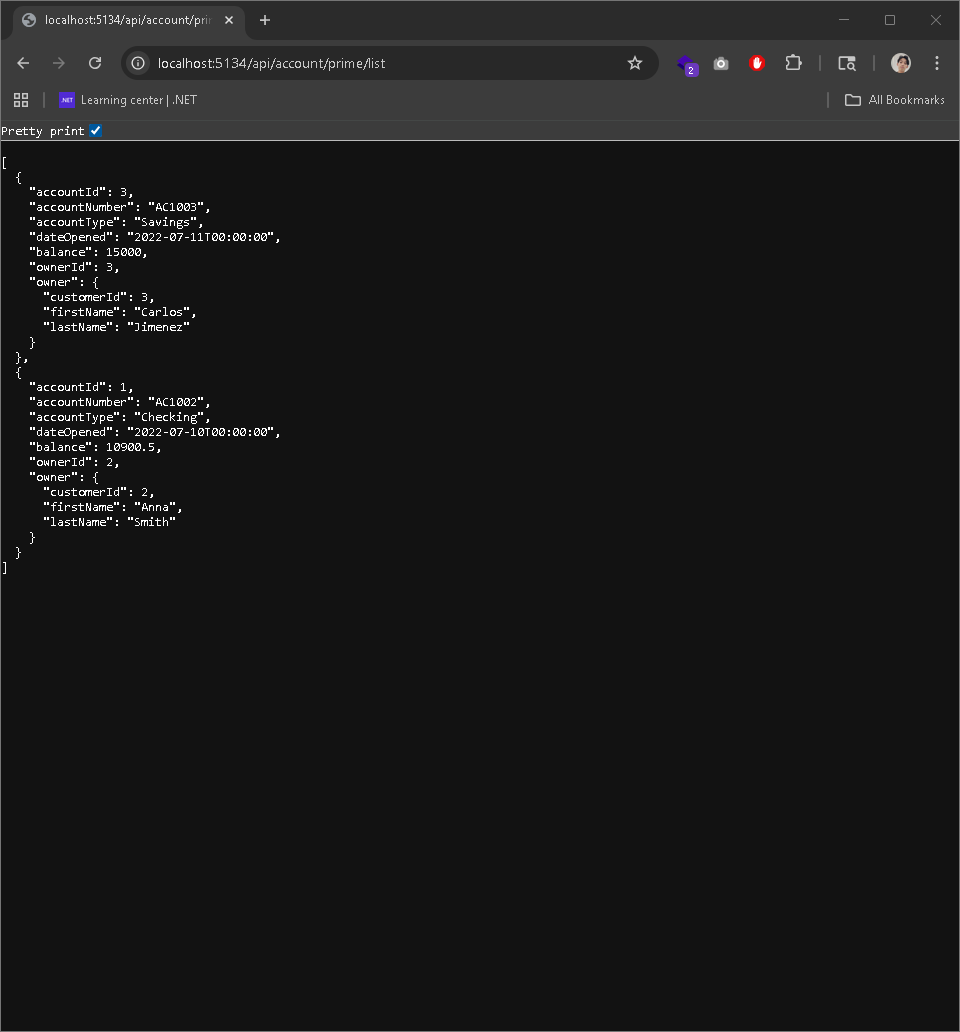 localhost:5134/api/account/pri
localhost:5134/api/account/prime/list
2
.NET Learning center | .NET
All Bookmarks
Pretty print
[
  {
    "accountId": 3,
    "accountNumber": "AC1003",
    "accountType": "Savings",
    "dateOpened": "2022-07-11T00:00:00",
    "balance": 15000,
    "ownerId": 3,
    "owner": {
      "customerId": 3,
      "firstName": "Carlos",
      "lastName": "Jimenez"
    }
  },
  {
    "accountId": 1,
    "accountNumber": "AC1002",
    "accountType": "Checking",
    "dateOpened": "2022-07-10T00:00:00",
    "balance": 10900.5,
    "ownerId": 2,
    "owner": {
      "customerId": 2,
      "firstName": "Anna",
      "lastName": "Smith"
    }
  }
]